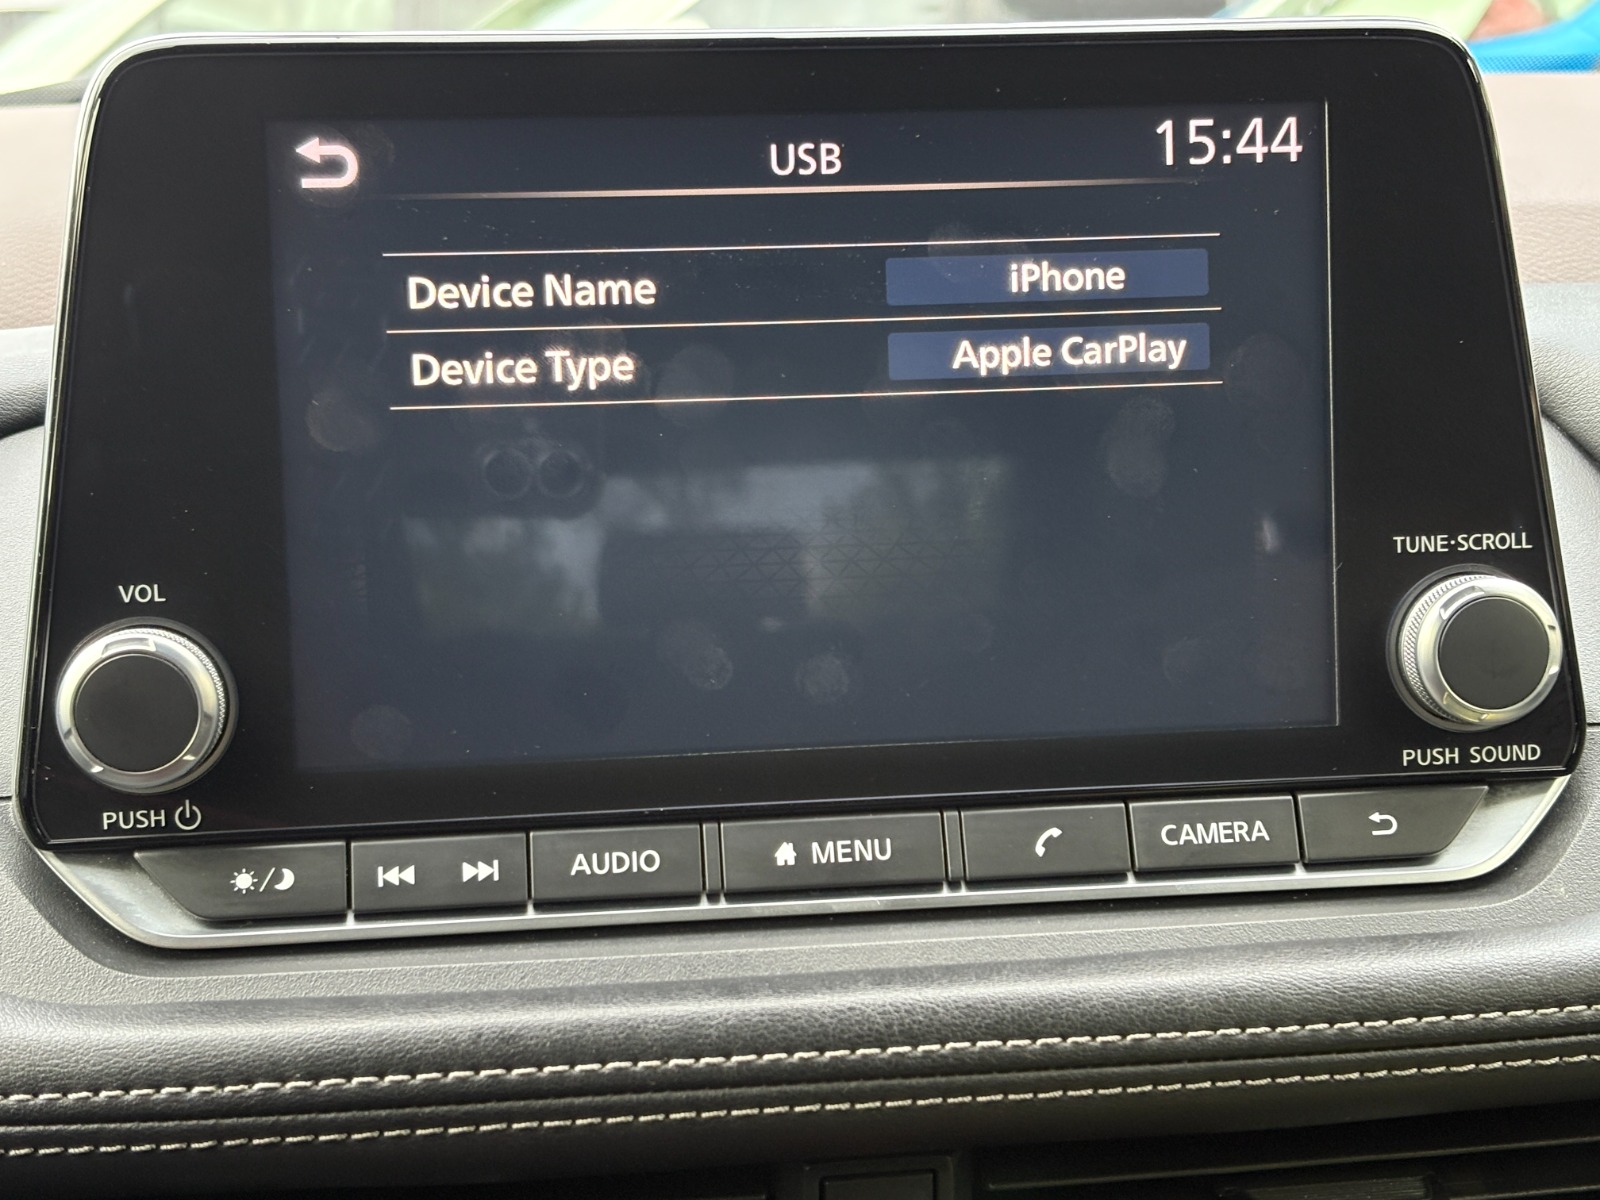 USB
15:44
Device Name
iPhone
Device Type
Apple CarPlay
VOL
PUSH
TUNE·SCROLL
PUSH SOUND
AUDIO
MENU
CAMERA